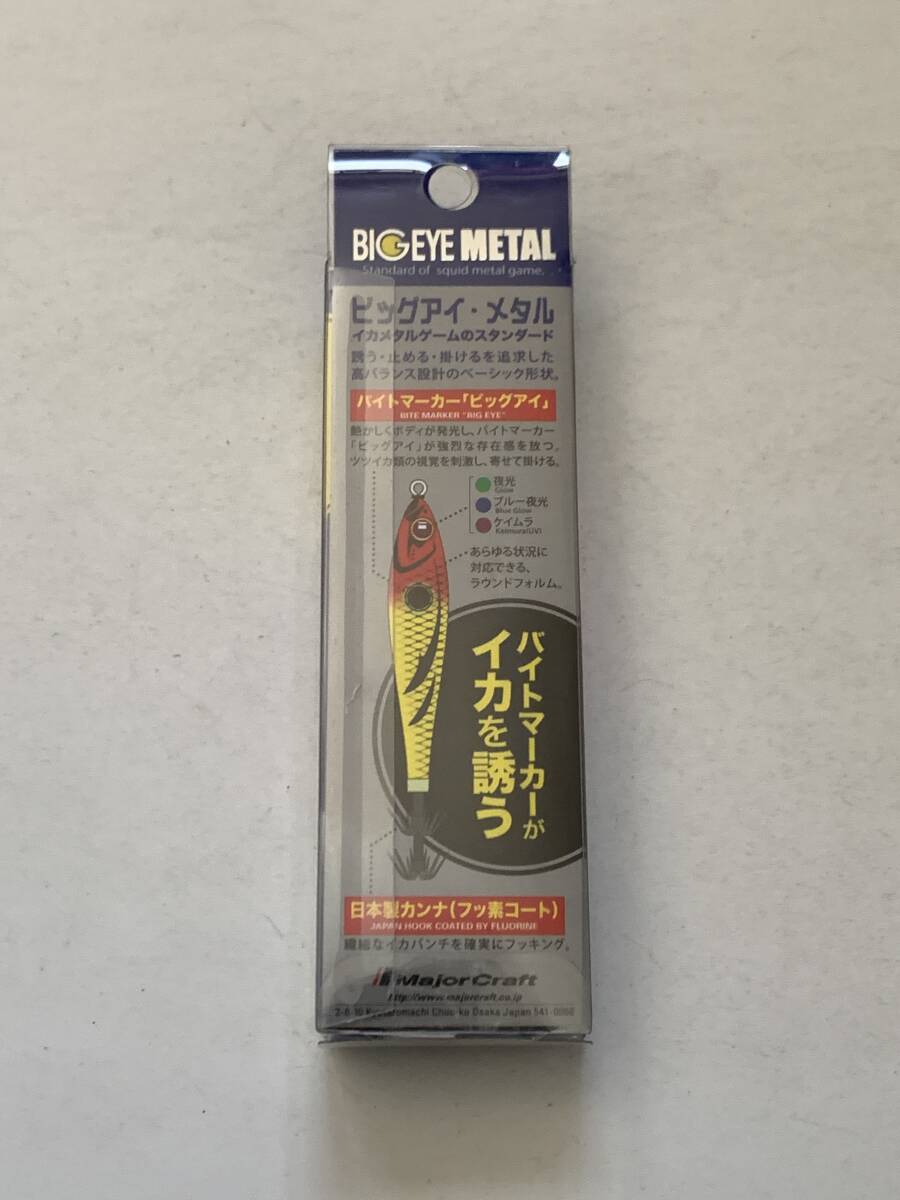 BIGEYE METAL
Standard of squid metal game.
ビッグアイ・メタル
イカメタルゲームのスタンダード
誘う・止める・掛けるを追求した
高バランス設計のベーシック形状。
バイトマーカー「ビッグアイ」
BITE MARKER "BIG EYE"
艶かしくボディが発光し、バイトマーカー
「ビッグアイ」が強烈な存在感を放つ。
ツツイカ類の視覚を刺激し、寄せて掛ける。
夜光
Glow
ブルー夜光
Blue Glow
ケイムラ
Keimura(UV)
あらゆる状況に
対応できる、
ラウンドフォルム。
バイトマーカーが
イカを誘う
日本製カンナ(フッ素コート)
JAPAN HOOK COATED BY FLUORINE
繊細なイカパンチを確実にフッキング。
MajorCraft
http://www.majorcraft.co.jp
Chuo-ku Osaka Japan